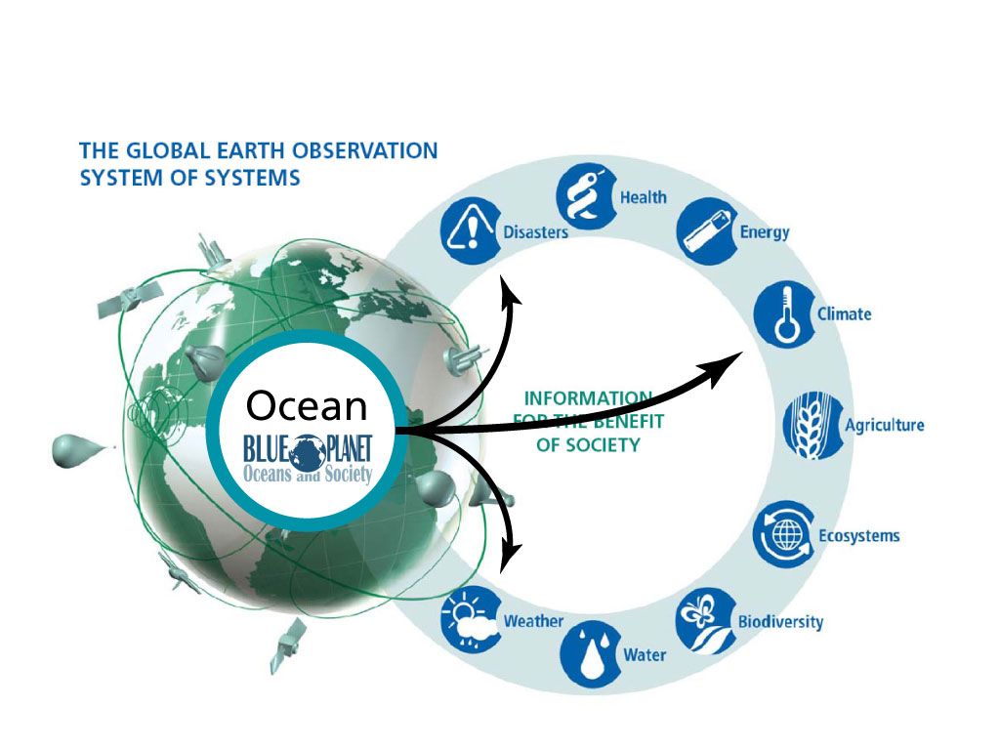 THE GLOBAL EARTH OBSERVATION
SYSTEM OF SYSTEMS
Health
Disasters
Energy
Climate
Ocean
BLUE PLANET
Oceans and Society
INFORMATION
FOR THE BENEFIT
OF SOCIETY
Agriculture
Ecosystems
Weather
Biodiversity
Water